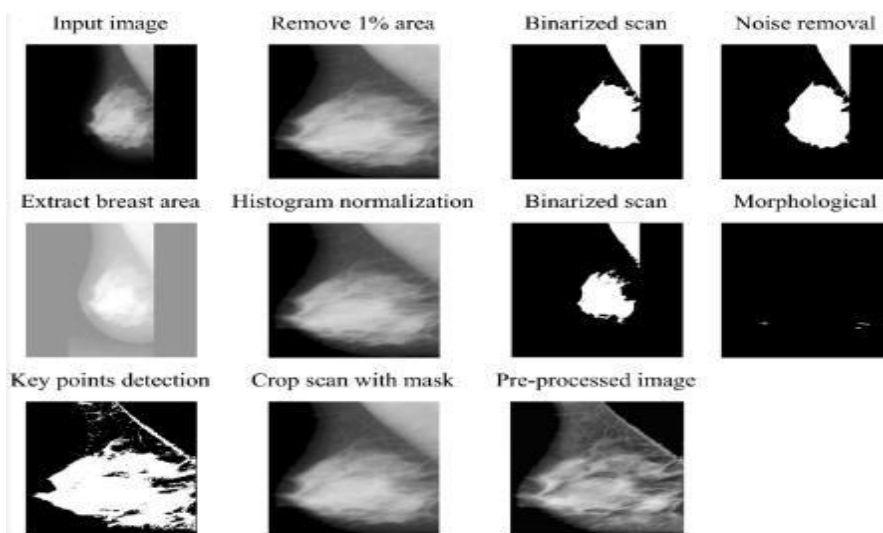 Input image
Remove 1% area
Binarized scan
Noise removal
Extract breast area
Histogram normalization
Binarized scan
Morphological
Key points detection
Crop scan with mask
Pre-processed image